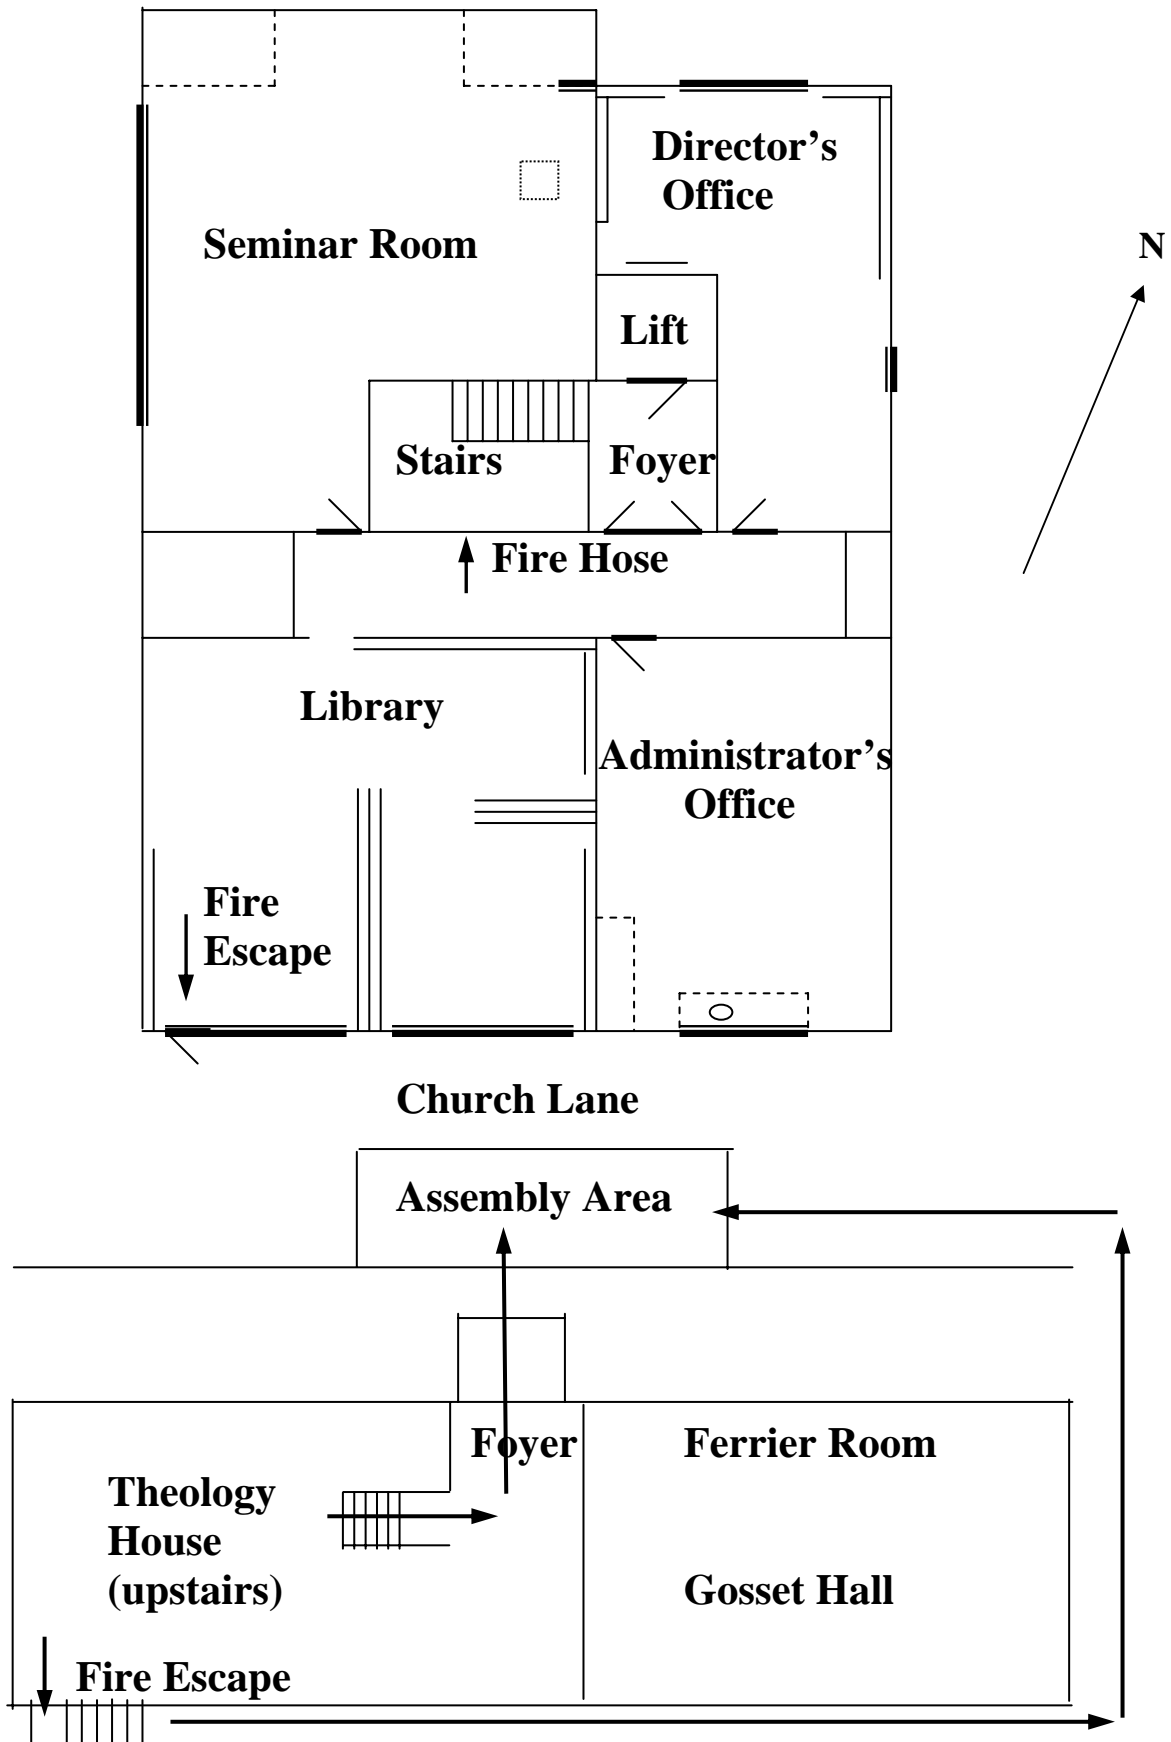 Director's
Office
Seminar Room
N
Lift
Stairs
Foyer
Fire Hose
Library
Administrator's
Office
Fire
Escape
Church Lane
Assembly Area
Foyer
Ferrier Room
Theology
House
(upstairs)
Gosset Hall
Fire Escape